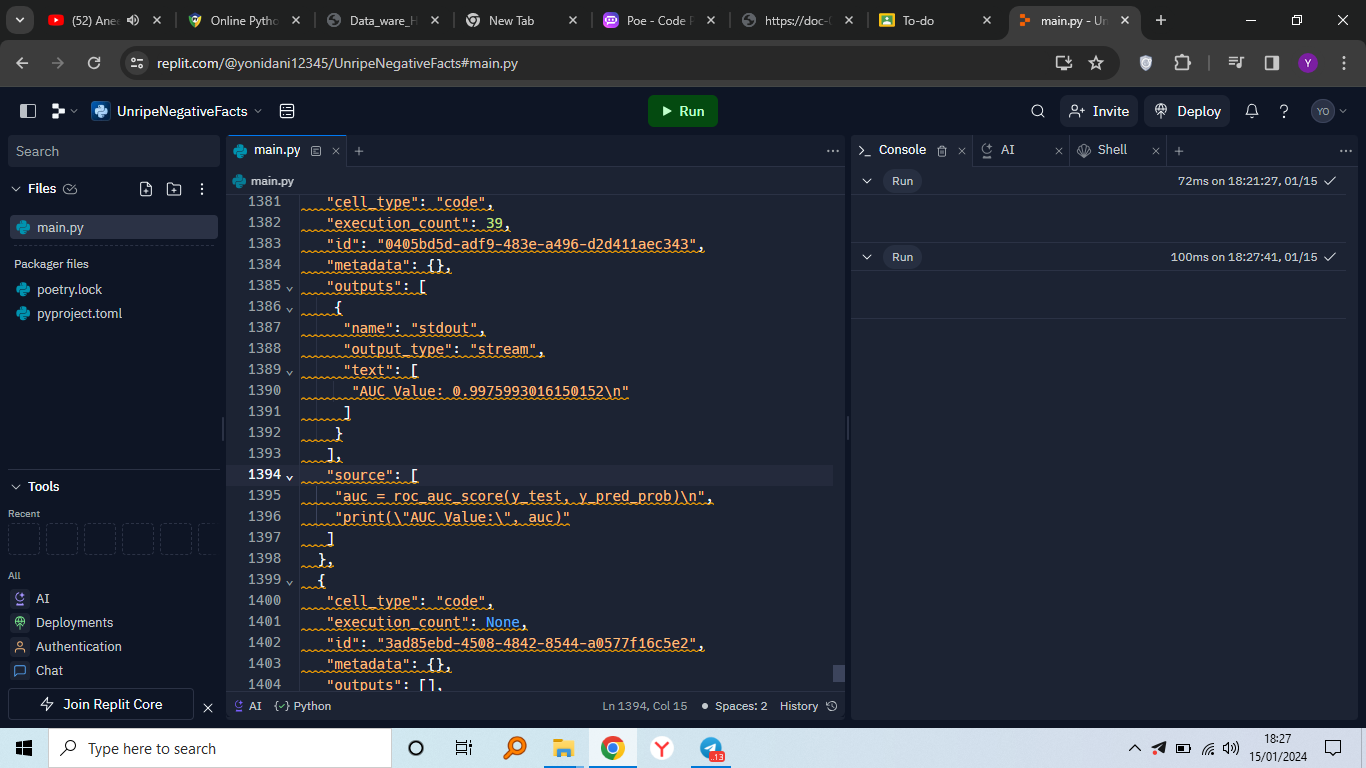 (52) Anee
Online Pytho
Data_ware_H
New Tab
Poe - Code P
https://doc-0
To-do
main.py - Un
replit.com/@yonidani12345/UnripeNegativeFacts#main.py
Y
UnripeNegativeFacts
Run
Invite
Deploy
YO
Search
Files
main.py
Packager files
poetry.lock
pyproject.toml
Tools
Recent
All
AI
Deployments
Authentication
Chat
Join Replit Core
main.py
main.py
1381 "cell_type": "code",
1382 "execution_count": 39,
1383 "id": "0405bd5d-adf9-483e-a496-d2d411aec343",
1384 "metadata": {},
1385 "outputs": [
1386 {
1387 "name": "stdout",
1388 "output_type": "stream",
1389 "text": [
1390 "AUC Value: 0.9975993016150152\n"
1391 ]
1392 }
1393 ],
1394 "source": [
1395 "auc = roc_auc_score(y_test, y_pred_prob)\n",
1396 "print(\"AUC Value:\", auc)"
1397 ]
1398 },
1399 {
1400 "cell_type": "code",
1401 "execution_count": None,
1402 "id": "3ad85ebd-4508-4842-8544-a0577f16c5e2",
1403 "metadata": {},
1404 "outputs": [],
AI
Python
Ln 1394, Col 15
Spaces: 2
History
Console
AI
Shell
Run
72ms on 18:21:27, 01/15
Run
100ms on 18:27:41, 01/15
Type here to search
13
18:27
15/01/2024